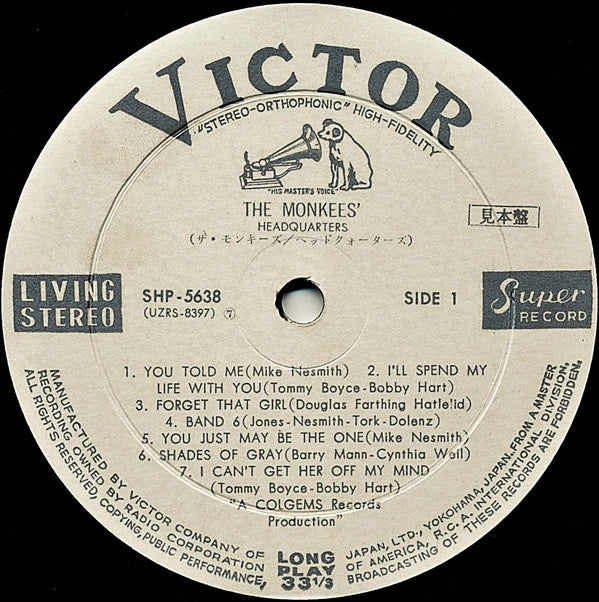 VICTOR
"STEREO-ORTHOPHONIC" HIGH-FIDELITY
"HIS MASTER'S VOICE"
THE MONKEES'
HEADQUARTERS
(ザ・モンキーズ/ヘッドクォーターズ)
見本盤
LIVING
STEREO
SHP-5638
(UZRS-8397) ⑦
SIDE 1
Super
RECORD
1. YOU TOLD ME(Mike Nesmith) 2. I'LL SPEND MY
LIFE WITH YOU(Tommy Boyce-Bobby Hart)
3. FORGET THAT GIRL(Douglas Farthing Hatlelid)
4. BAND 6(Jones-Nesmith-Tork-Dolenz)
5. YOU JUST MAY BE THE ONE(Mike Nesmith)
6. SHADES OF GRAY(Barry Mann-Cynthia Weil)
7. I CAN'T GET HER OFF MY MIND
(Tommy Boyce-Bobby Hart)
"A COLGEMS Records
Production"
MANUFACTURED BY VICTOR COMPANY OF JAPAN, LTD., YOKOHAMA, JAPAN. FROM A MASTER
RECORDING OWNED BY RADIO CORPORATION OF AMERICA, R.C.A. INTERNATIONAL DIVISION,
ALL RIGHTS RESERVED, COPYING, PUBLIC PERFORMANCE, BROADCASTING OF THESE RECORDS ARE FORBIDDEN.
LONG
PLAY
33 1/3